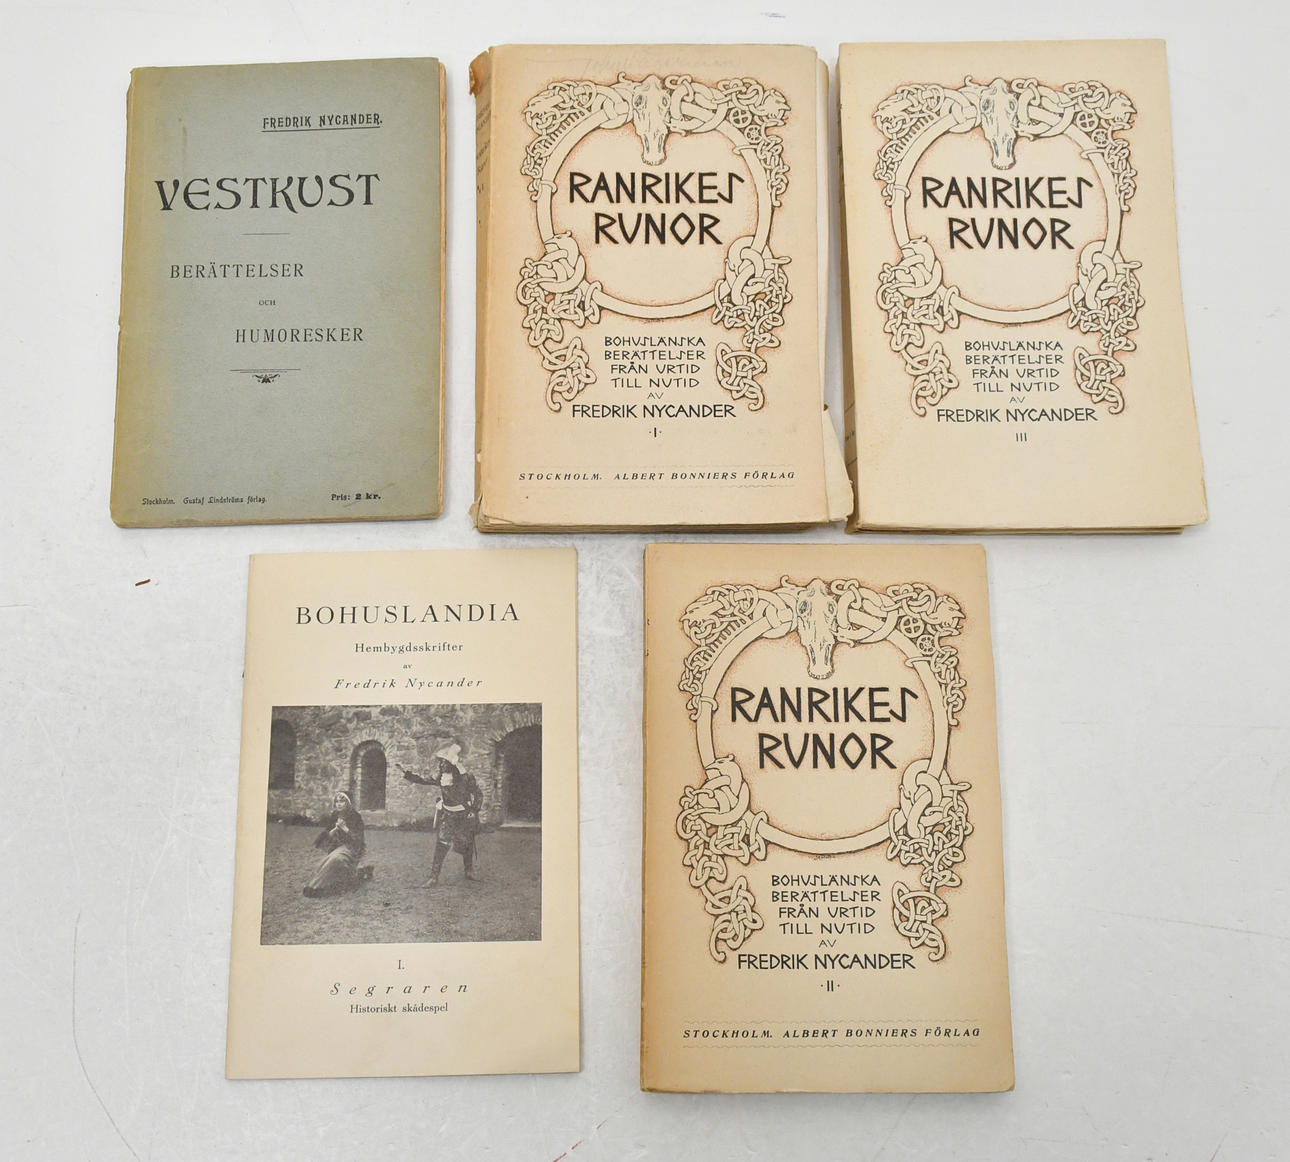 FREDRIK NYCANDER.
VESTKUST
BERÄTTELSER
OCH
HUMORESKER
Stockholm. Gustaf Lindströms förlag.
Pris: 2 kr.
RANRIKES
RUNOR
BOHUSLÄNSKA
BERÄTTELSER
FRÅN URTID
TILL NUTID
AV
FREDRIK NYCANDER
·I·
STOCKHOLM. ALBERT BONNIERS FÖRLAG
RANRIKES
RUNOR
BOHUSLÄNSKA
BERÄTTELSER
FRÅN URTID
TILL NUTID
AV
FREDRIK NYCANDER
III
BOHUSLANDIA
Hembygdsskrifter
av
Fredrik Nycander
I.
Segraren
Historiskt skådespel
RANRIKES
RUNOR
BOHUSLÄNSKA
BERÄTTELSER
FRÅN URTID
TILL NUTID
AV
FREDRIK NYCANDER
·II·
STOCKHOLM. ALBERT BONNIERS FÖRLAG